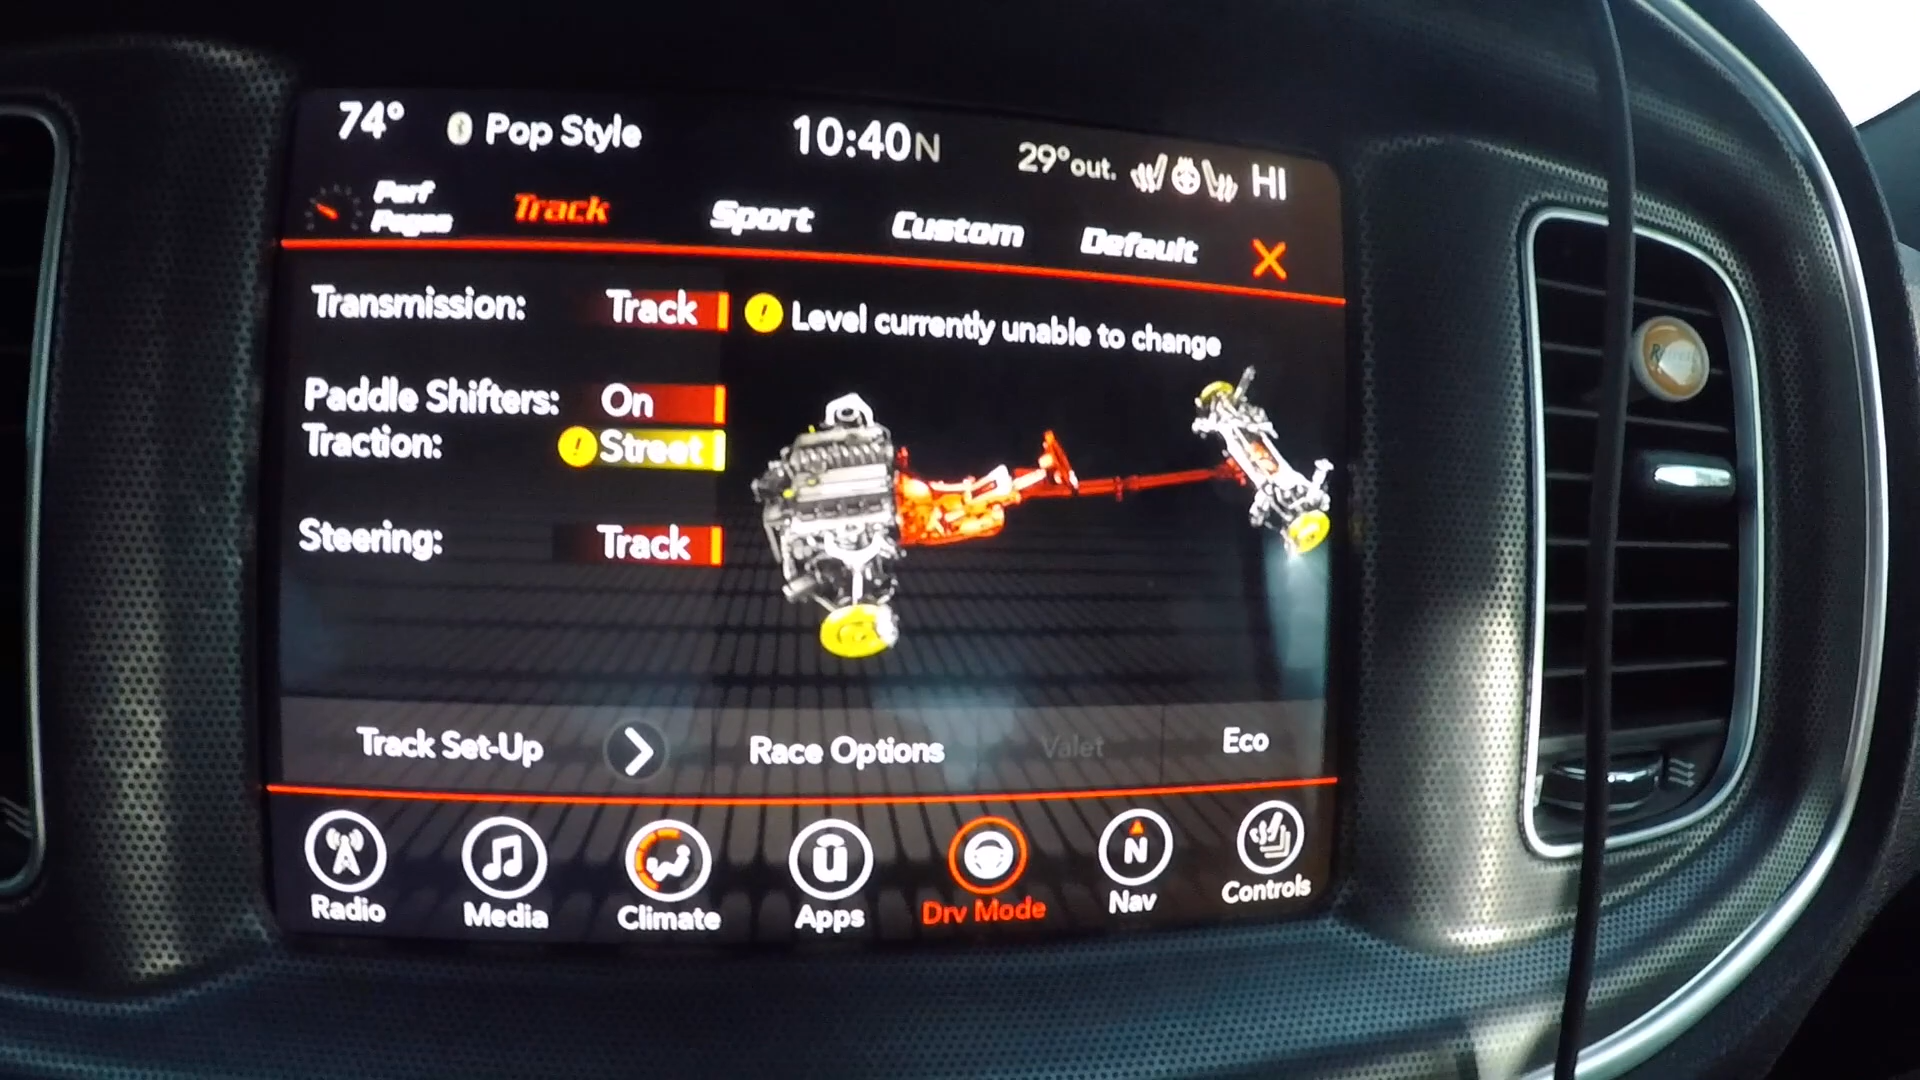 74° Pop Style 10:40 N 29°out. HI
Perf
Pages
Track Sport Custom Default X
Transmission: Track ! Level currently unable to change
Paddle Shifters: On
Traction: ! Street
Steering: Track
Track Set-Up Race Options Valet Eco
N
Radio Media Climate Apps Drv Mode Nav Controls